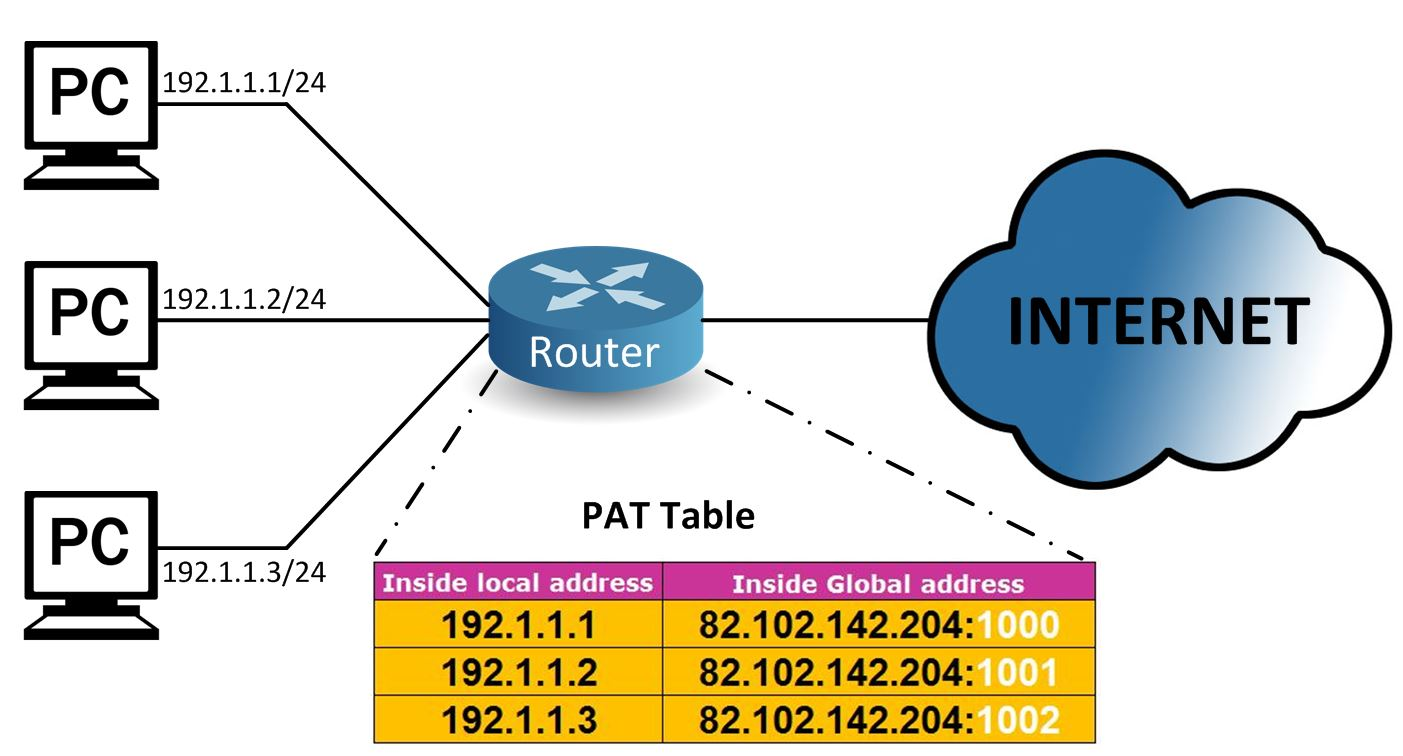 PC
192.1.1.1/24
PC
192.1.1.2/24
Router
INTERNET
PC
192.1.1.3/24
PAT Table
Inside local address Inside Global address
192.1.1.1 82.102.142.204:1000
192.1.1.2 82.102.142.204:1001
192.1.1.3 82.102.142.204:1002